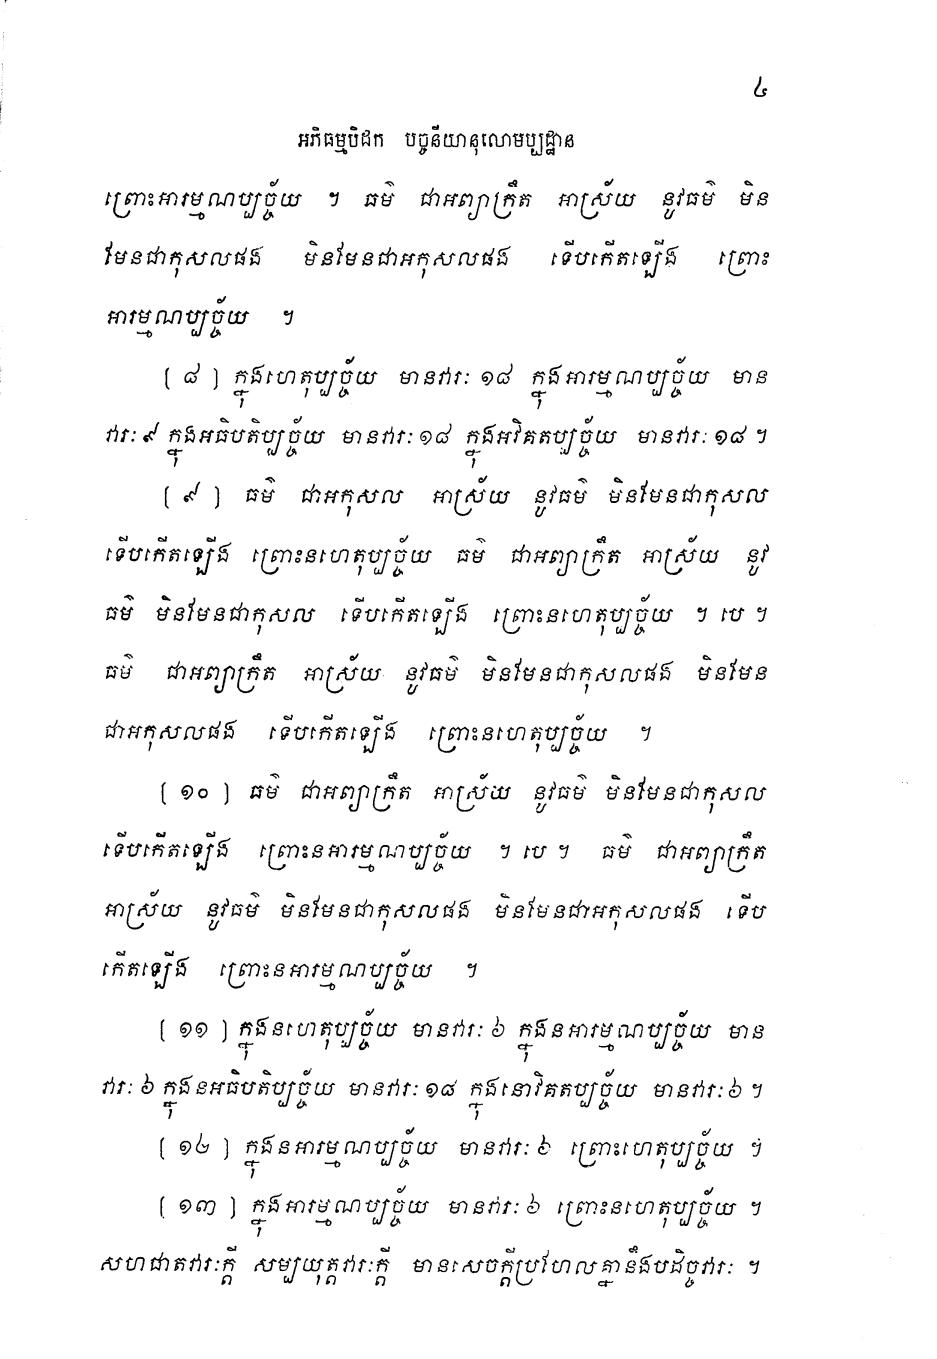 ៤
អភិធម្មបិដក បច្ចនីយានុលោមប្បដ្ឋាន
ព្រោះអារម្មណប្បច្ច័យ ។ ធម៌ ជាអព្យាក្រឹត អាស្រ័យ នូវធម៌ មិន
មែនជាកុសលផង មិនមែនជាអកុសលផង ទើបកើតឡើង ព្រោះ
អារម្មណប្បច្ច័យ ។
[ ៨ ] ក្នុងហេតុប្បច្ច័យ មានវារៈ ១៨ ក្នុងអារម្មណប្បច្ច័យ មាន
វារៈ ៩ ក្នុងអធិបតិប្បច្ច័យ មានវារៈ ១៨ ក្នុងអវិគតប្បច្ច័យ មានវារៈ ១៨ ។
[ ៩ ] ធម៌ ជាអកុសល អាស្រ័យ នូវធម៌ មិនមែនជាកុសល
ទើបកើតឡើង ព្រោះនហេតុប្បច្ច័យ ធម៌ ជាអព្យាក្រឹត អាស្រ័យ នូវ
ធម៌ មិនមែនជាកុសល ទើបកើតឡើង ព្រោះនហេតុប្បច្ច័យ ។ បេ ។
ធម៌ ជាអព្យាក្រឹត អាស្រ័យ នូវធម៌ មិនមែនជាកុសលផង មិនមែន
ជាអកុសលផង ទើបកើតឡើង ព្រោះនហេតុប្បច្ច័យ ។
[ ១០ ] ធម៌ ជាអព្យាក្រឹត អាស្រ័យ នូវធម៌ មិនមែនជាកុសល
ទើបកើតឡើង ព្រោះនអារម្មណប្បច្ច័យ ។ បេ ។ ធម៌ ជាអព្យាក្រឹត
អាស្រ័យ នូវធម៌ មិនមែនជាកុសលផង មិនមែនជាអកុសលផង ទើប
កើតឡើង ព្រោះនអារម្មណប្បច្ច័យ ។
[ ១១ ] ក្នុងនហេតុប្បច្ច័យ មានវារៈ ៦ ក្នុងនអារម្មណប្បច្ច័យ មាន
វារៈ ៦ ក្នុងនអធិបតិប្បច្ច័យ មានវារៈ ១៨ ក្នុងនោវិគតប្បច្ច័យ មានវារៈ ៦ ។
[ ១២ ] ក្នុងនអារម្មណប្បច្ច័យ មានវារៈ ៦ ព្រោះហេតុប្បច្ច័យ ។
[ ១៣ ] ក្នុងអារម្មណប្បច្ច័យ មានវារៈ ៦ ព្រោះនហេតុប្បច្ច័យ ។
សហជាតវារៈក្តី សម្បយុត្តវារៈក្តី មានសេចក្តីប្រហែលគ្នានឹងបដិច្ចវារៈ ។